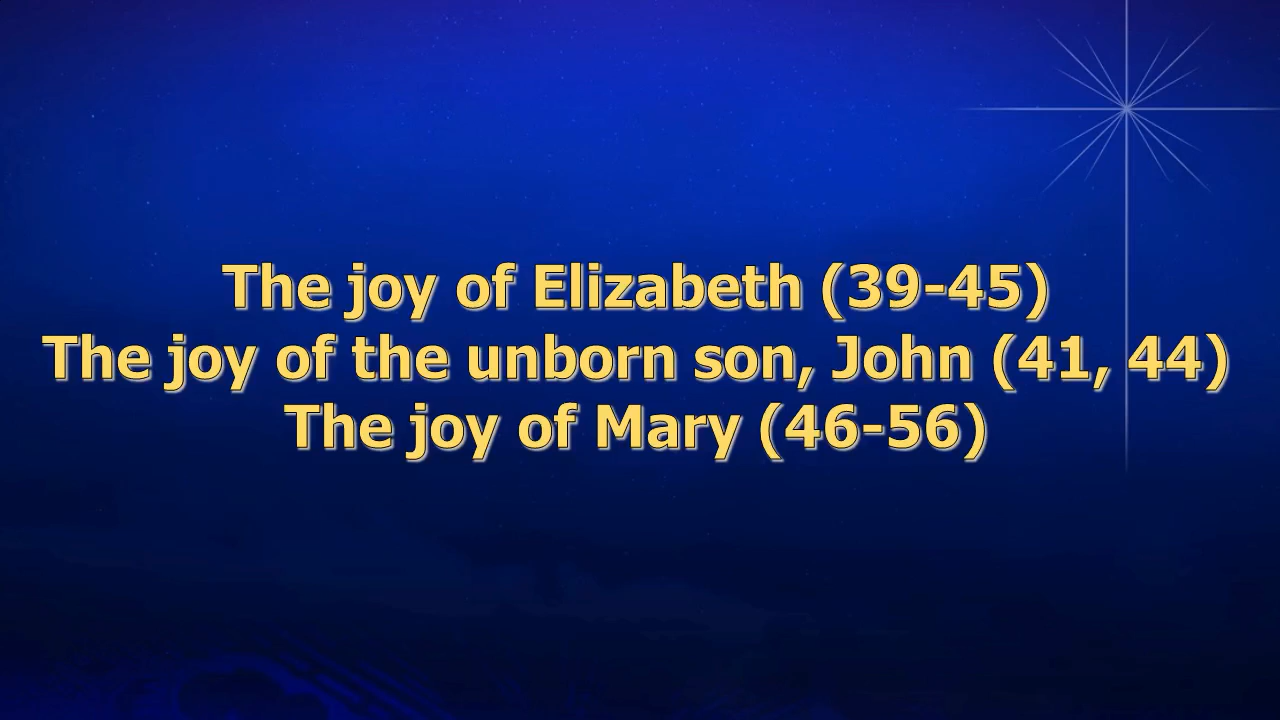 The joy of Elizabeth (39-45)
The joy of the unborn son, John (41, 44)
The joy of Mary (46-56)